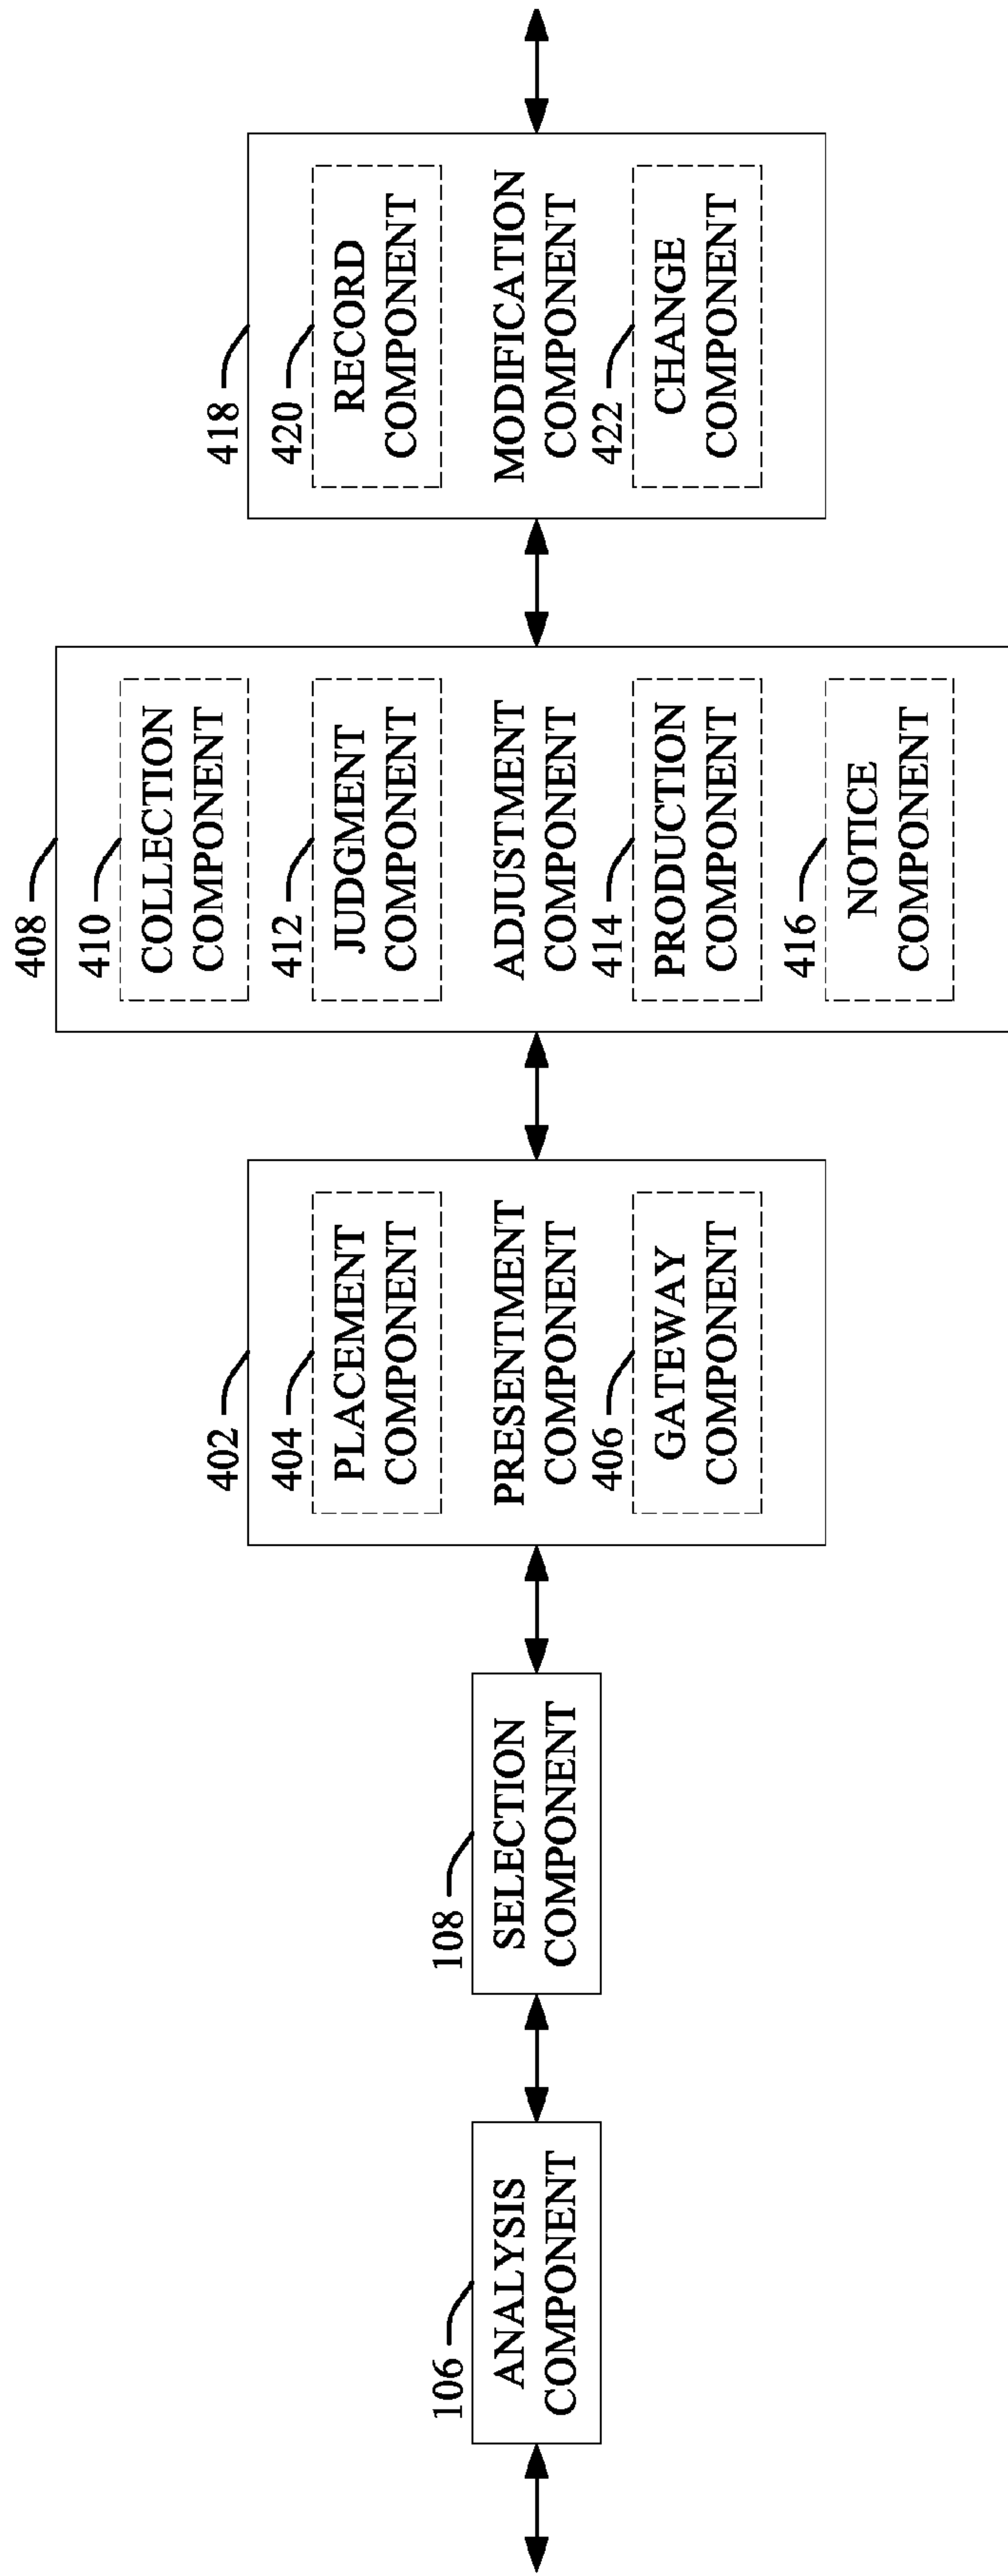 106
ANALYSIS
COMPONENT
108
SELECTION
COMPONENT
402
404
PLACEMENT
COMPONENT
PRESENTMENT
COMPONENT
406
GATEWAY
COMPONENT
408
410
COLLECTION
COMPONENT
412
JUDGMENT
COMPONENT
ADJUSTMENT
COMPONENT
414
PRODUCTION
COMPONENT
416
NOTICE
COMPONENT
418
420
RECORD
COMPONENT
MODIFICATION
COMPONENT
422
CHANGE
COMPONENT